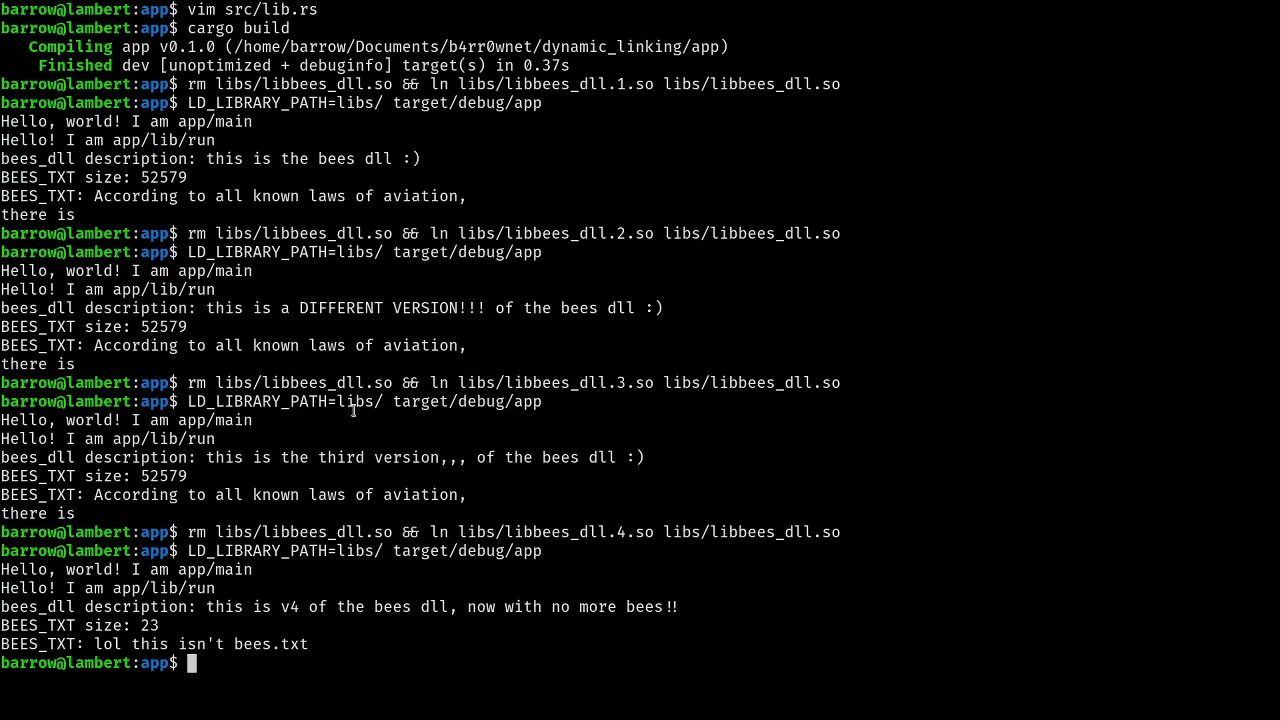 barrow@lambert:app$ vim src/lib.rs
barrow@lambert:app$ cargo build
   Compiling app v0.1.0 (/home/barrow/Documents/b4rr0wnet/dynamic_linking/app)
    Finished dev [unoptimized + debuginfo] target(s) in 0.37s
barrow@lambert:app$ rm libs/libbees_dll.so && ln libs/libbees_dll.1.so libs/libbees_dll.so
barrow@lambert:app$ LD_LIBRARY_PATH=libs/ target/debug/app
Hello, world! I am app/main
Hello! I am app/lib/run
bees_dll description: this is the bees dll :)
BEES_TXT size: 52579
BEES_TXT: According to all known laws of aviation,
there is
barrow@lambert:app$ rm libs/libbees_dll.so && ln libs/libbees_dll.2.so libs/libbees_dll.so
barrow@lambert:app$ LD_LIBRARY_PATH=libs/ target/debug/app
Hello, world! I am app/main
Hello! I am app/lib/run
bees_dll description: this is a DIFFERENT VERSION!!! of the bees dll :)
BEES_TXT size: 52579
BEES_TXT: According to all known laws of aviation,
there is
barrow@lambert:app$ rm libs/libbees_dll.so && ln libs/libbees_dll.3.so libs/libbees_dll.so
barrow@lambert:app$ LD_LIBRARY_PATH=libs/ target/debug/app
Hello, world! I am app/main
Hello! I am app/lib/run
bees_dll description: this is the third version,,, of the bees dll :)
BEES_TXT size: 52579
BEES_TXT: According to all known laws of aviation,
there is
barrow@lambert:app$ rm libs/libbees_dll.so && ln libs/libbees_dll.4.so libs/libbees_dll.so
barrow@lambert:app$ LD_LIBRARY_PATH=libs/ target/debug/app
Hello, world! I am app/main
Hello! I am app/lib/run
bees_dll description: this is v4 of the bees dll, now with no more bees!!
BEES_TXT size: 23
BEES_TXT: lol this isn't bees.txt
barrow@lambert:app$